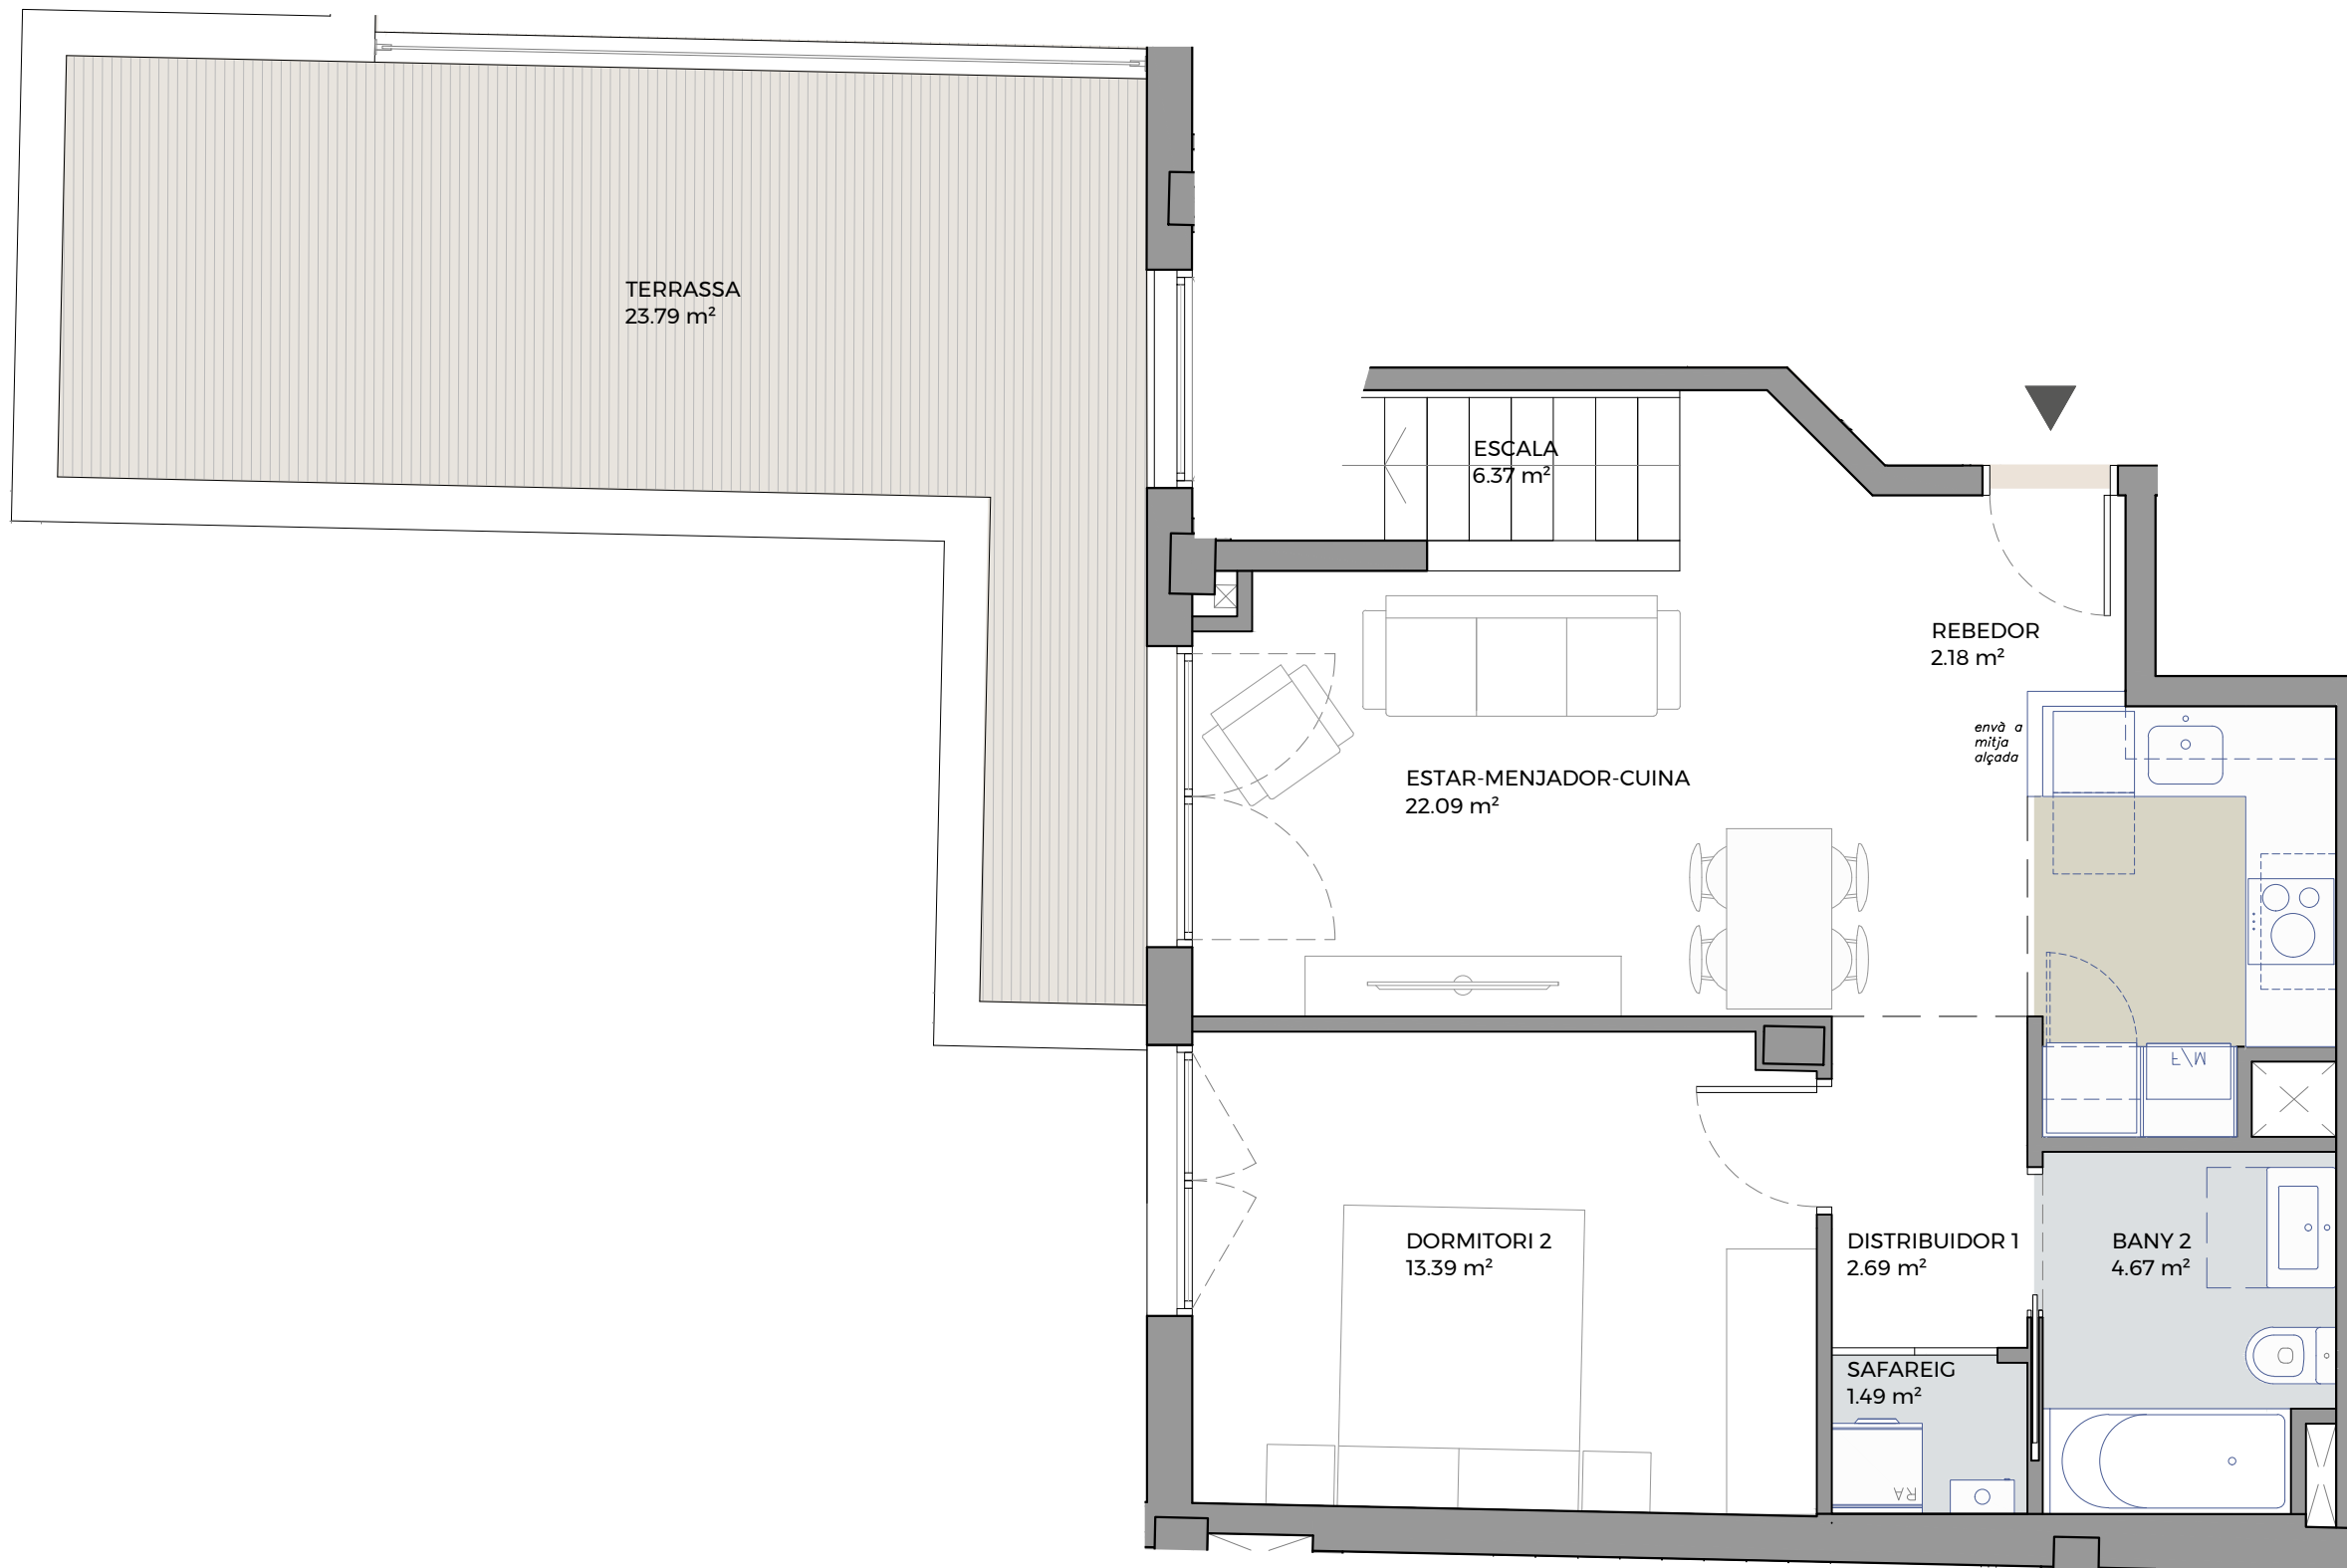 TERRASSA
23.79 m²
ESCALA
6.37 m²
REBEDOR
2.18 m²
envà a
mitja
alçada
ESTAR-MENJADOR-CUINA
22.09 m²
F/M
DORMITORI 2
13.39 m²
DISTRIBUIDOR 1
2.69 m²
BANY 2
4.67 m²
SAFAREIG
1.49 m²
RA